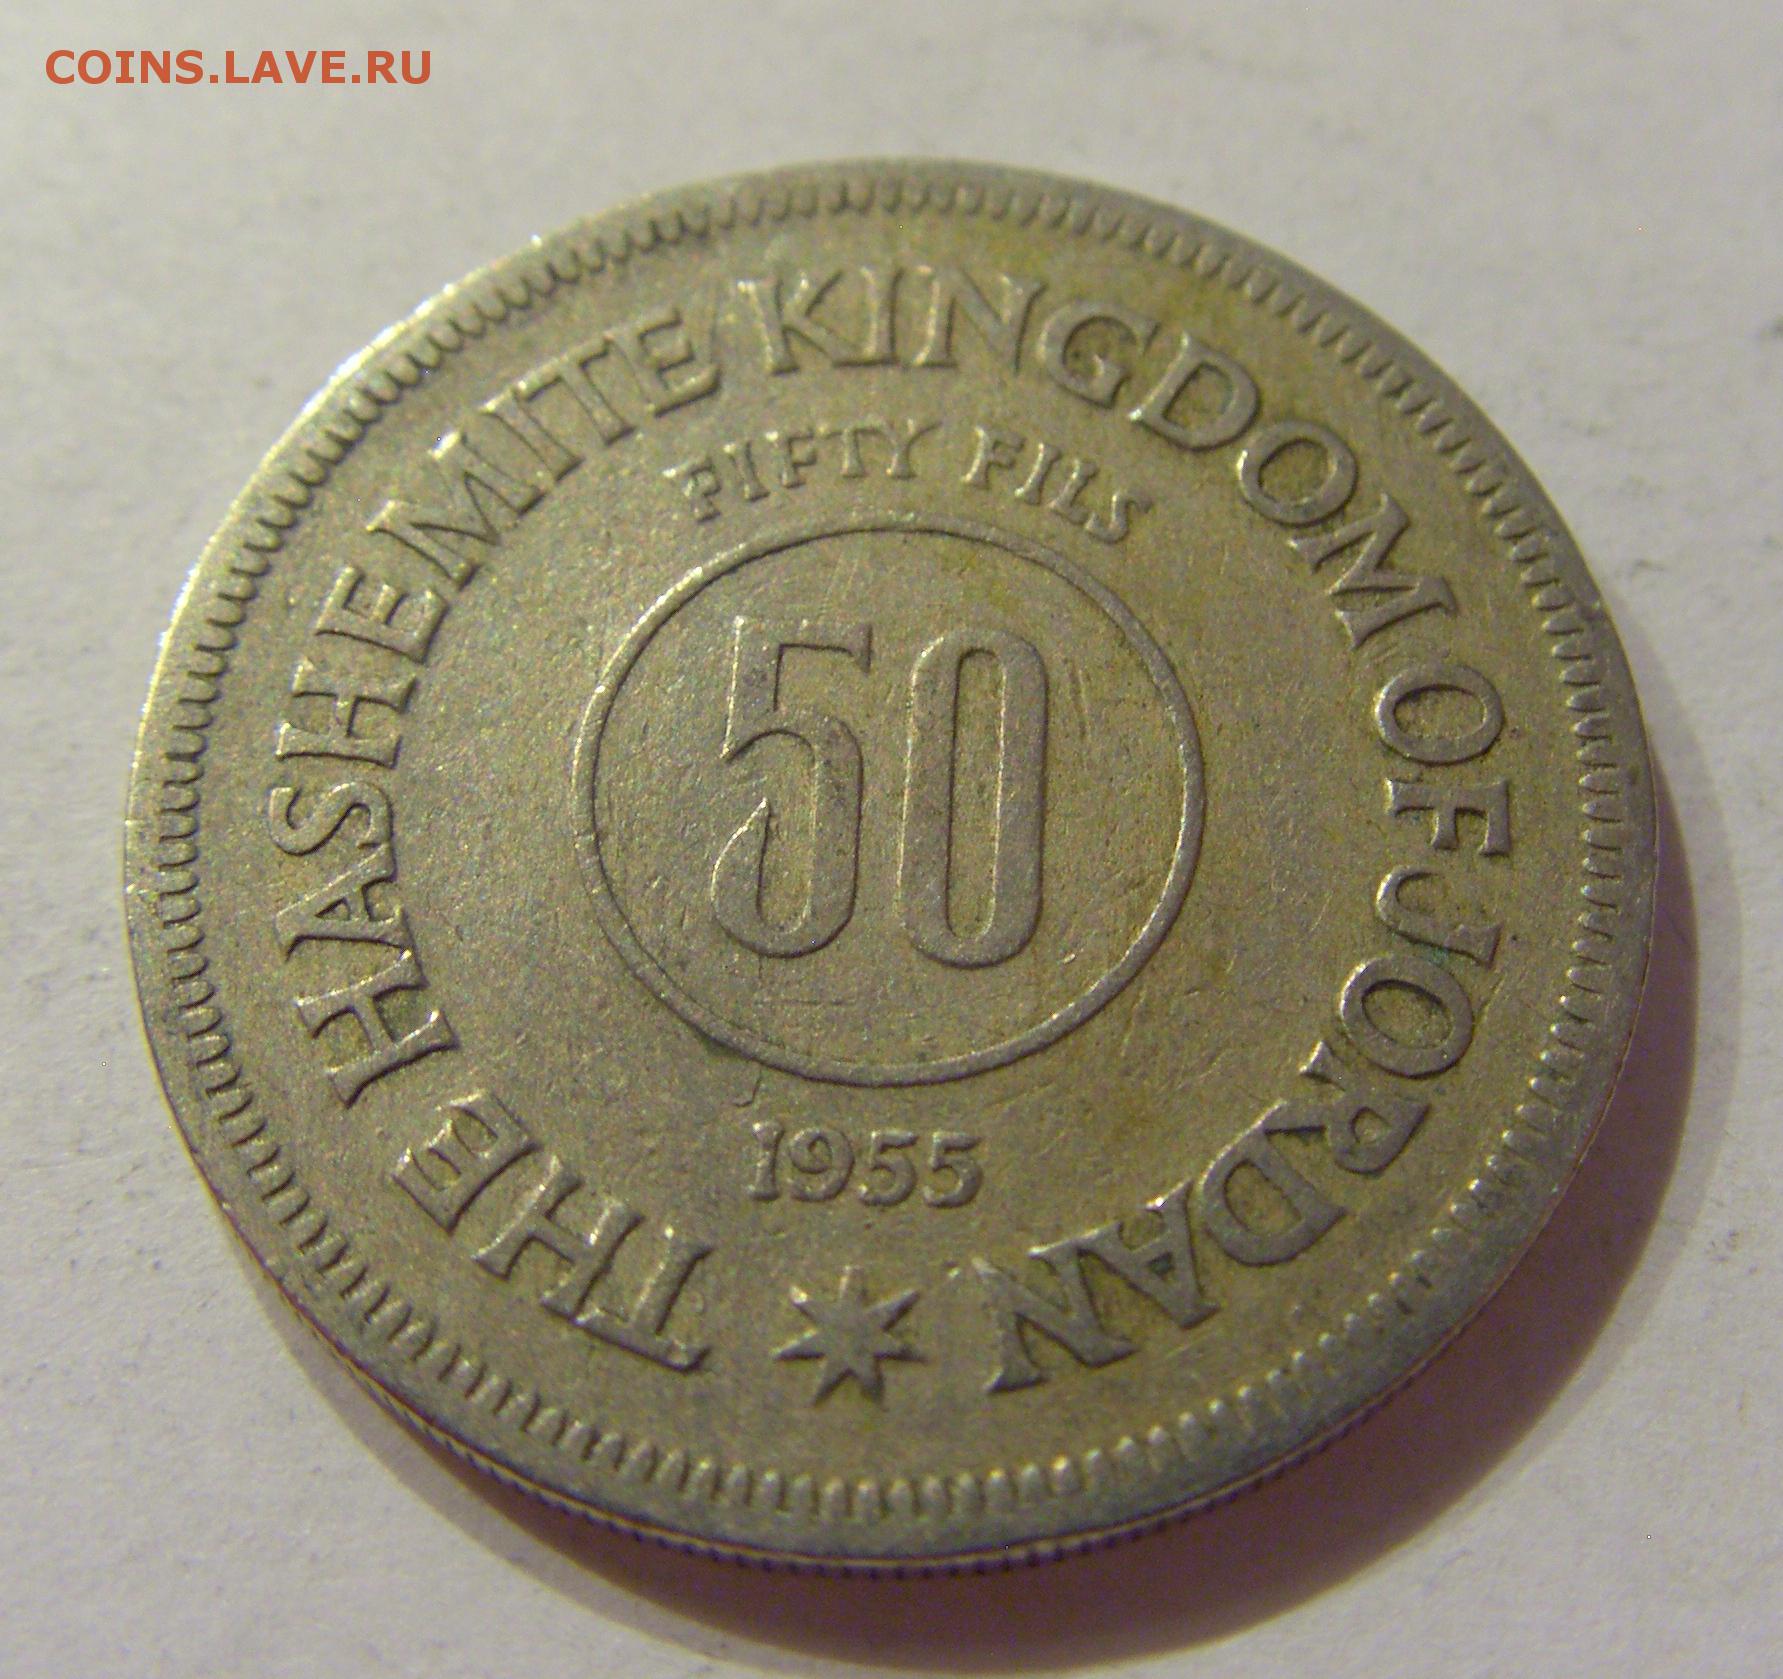 COINS.LAVE.RU
THE HASHEMITE KINGDOM OF JORDAN
FIFTY FILS
50
1955